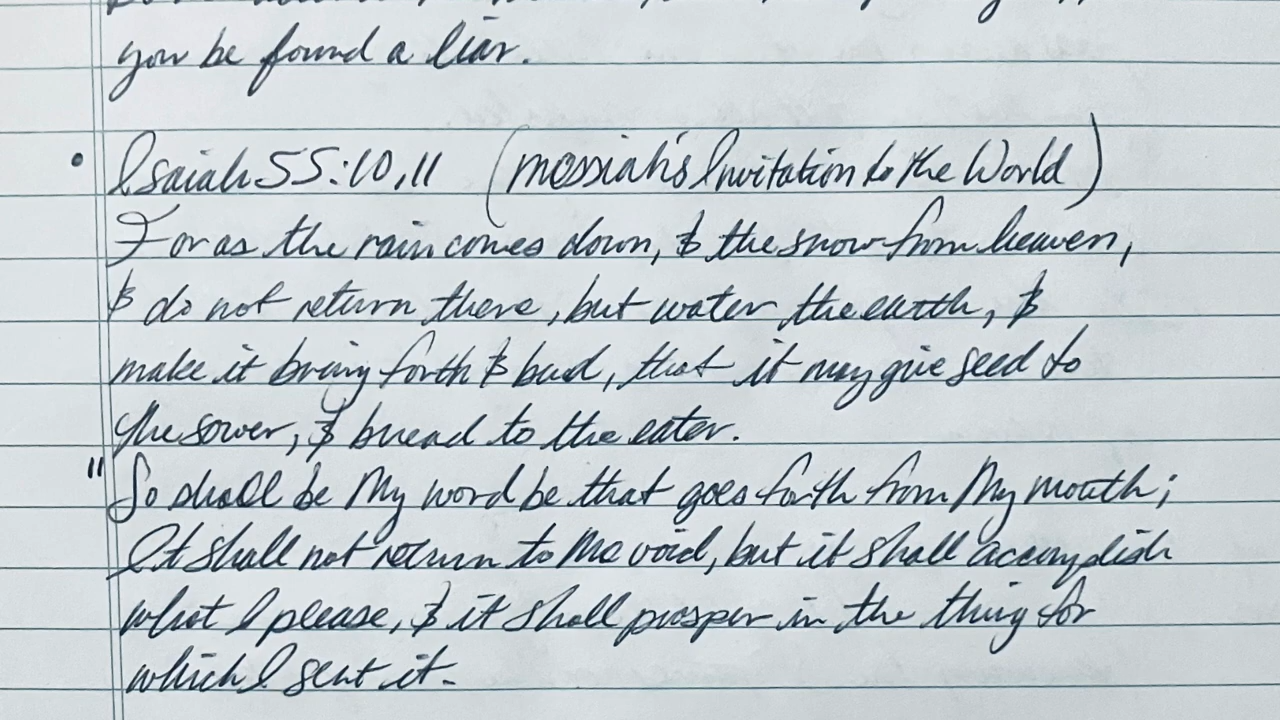 you be found a liar.
• Isaiah 55:10,11 (Messiah's Invitation to the World)
For as the rain comes down, & the snow from heaven,
& do not return there, but water the earth, &
make it bring forth & bud, that it may give seed to
the sower, & bread to the eater.
11 So shall be My word be that goes forth from My mouth;
It shall not return to Me void, but it shall accomplish
what I please, & it shall prosper in the thing for
which I sent it.